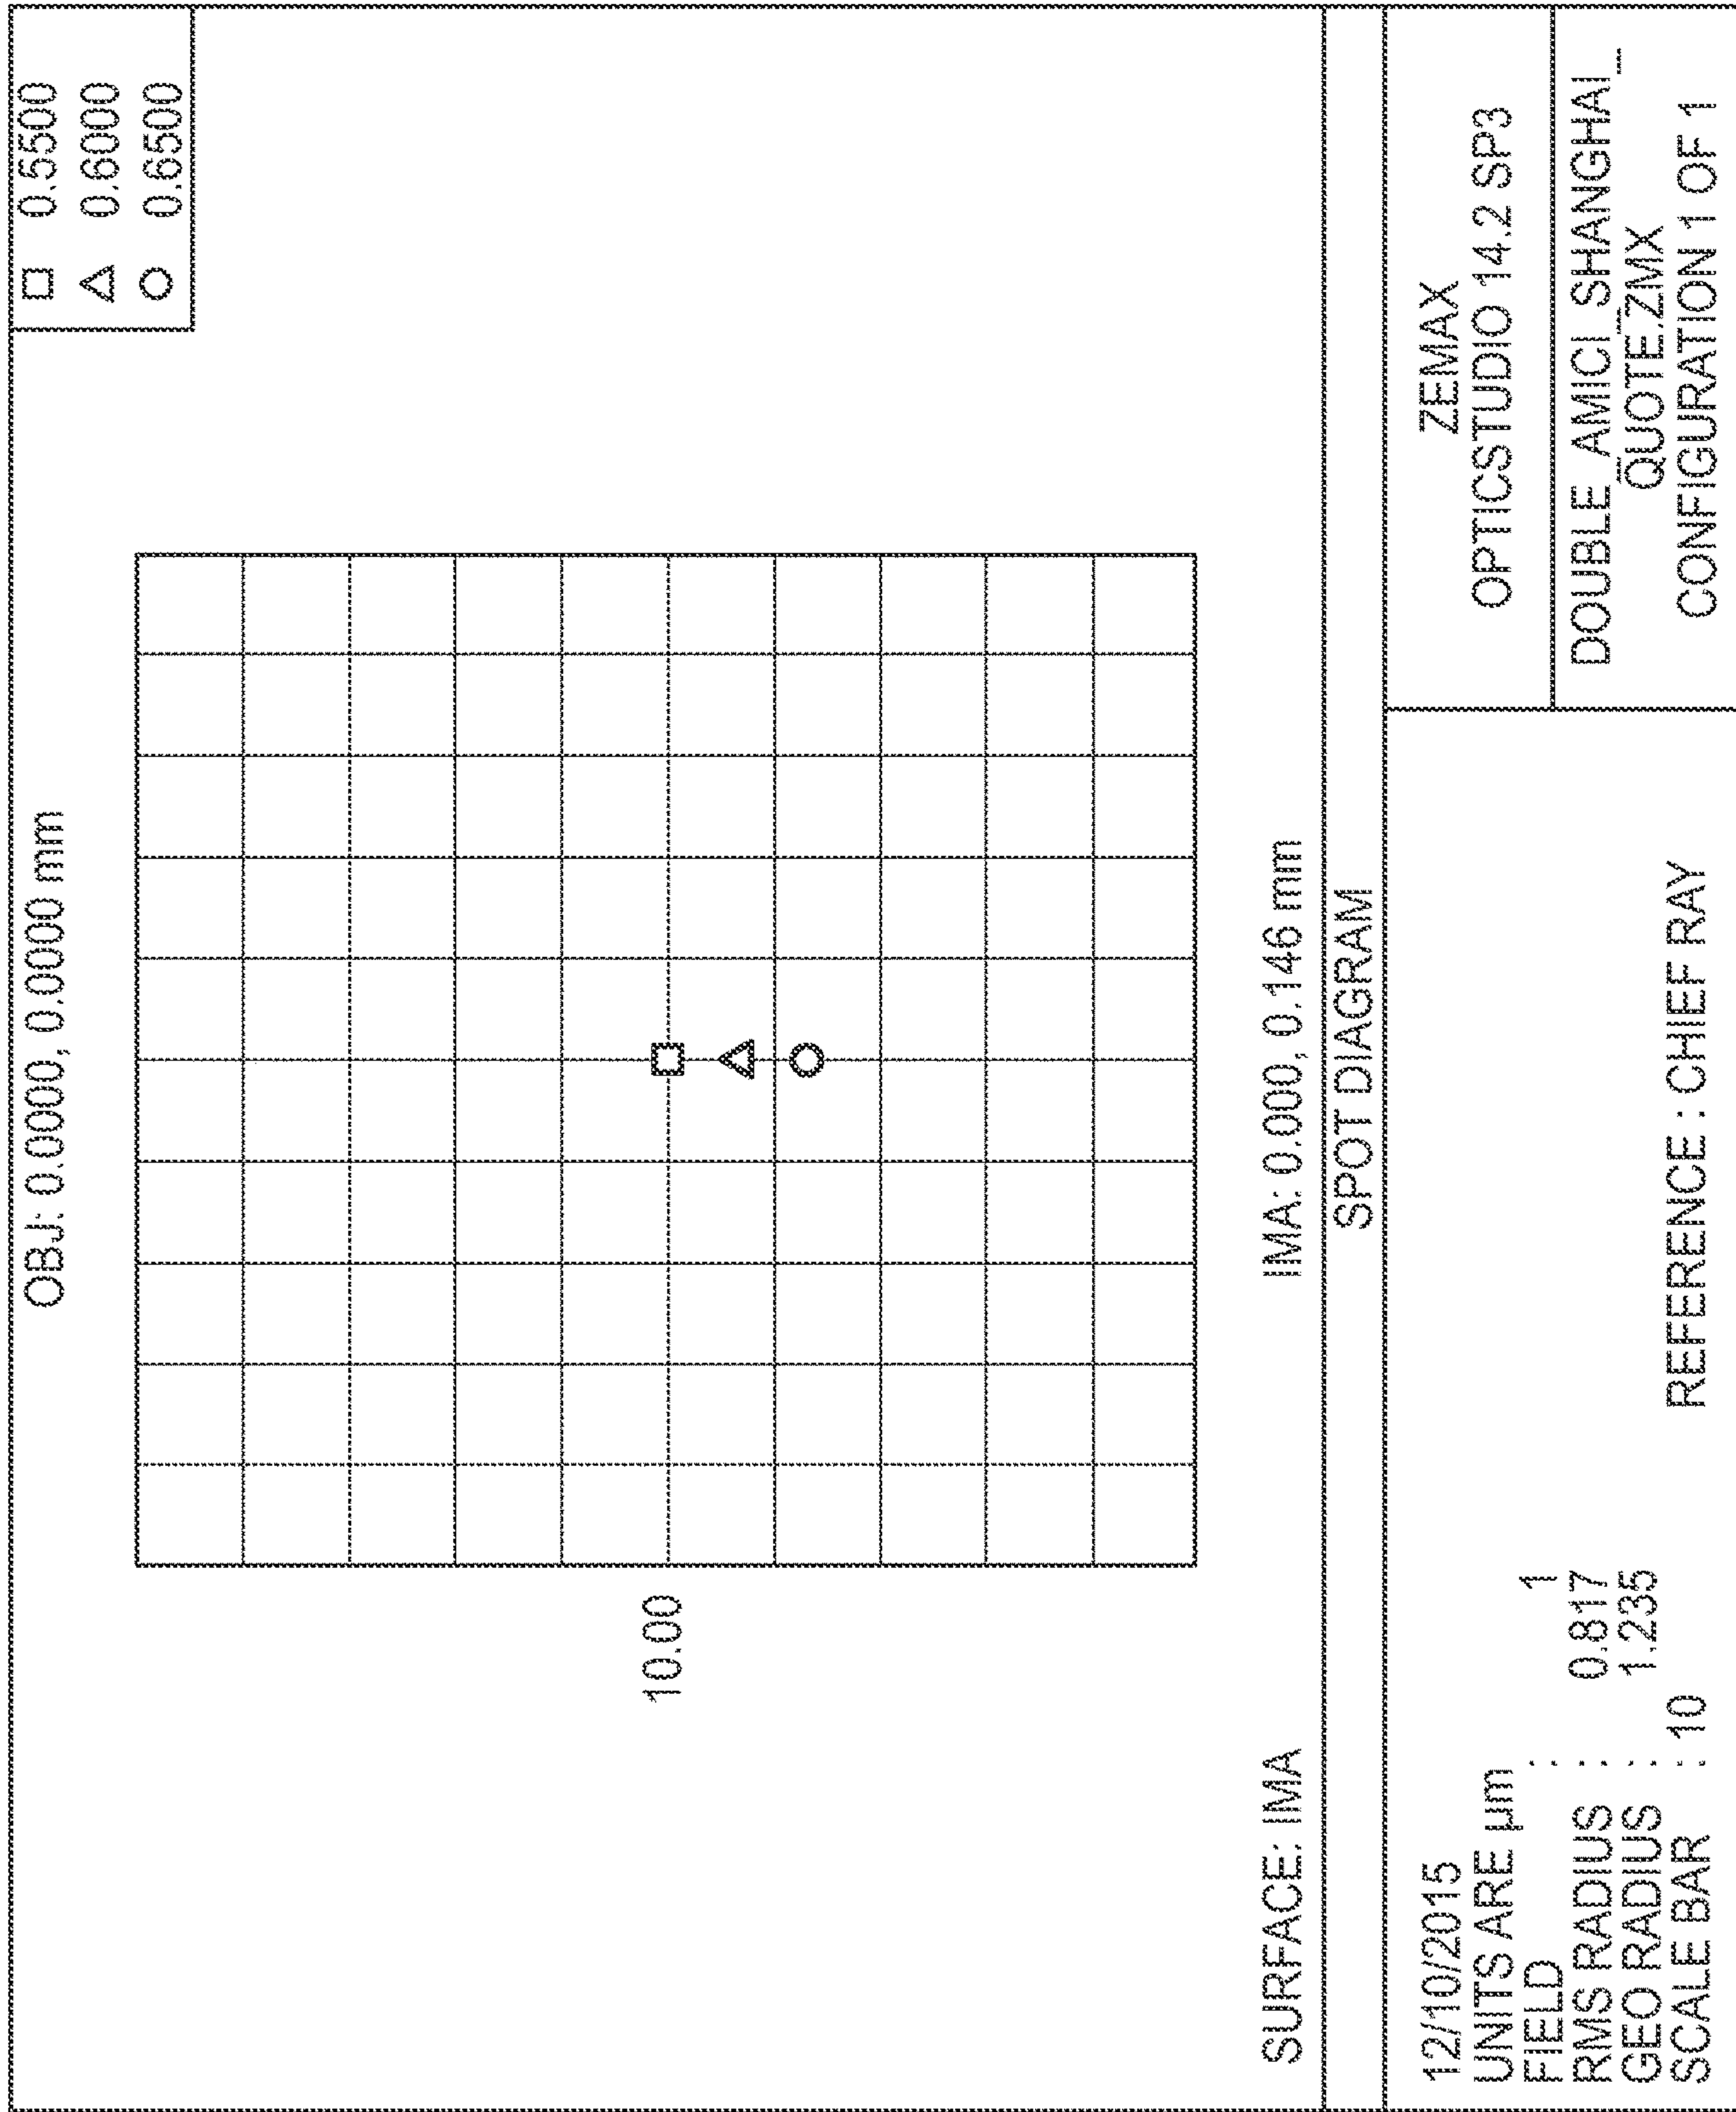 OBJ: 0.0000, 0.0000 mm
0.5500
0.6000
0.6500
10.00
IMA: 0.000, 0.146 mm
SURFACE: IMA
SPOT DIAGRAM
12/10/2015
UNITS ARE µm
FIELD : 1
RMS RADIUS : 0.817
GEO RADIUS : 1.235
SCALE BAR : 10
REFERENCE : CHIEF RAY
ZEMAX
OPTICSTUDIO 14.2 SP3
DOUBLE_AMICI_SHANGHAI_
QUOTE.ZMX
CONFIGURATION 1 OF 1